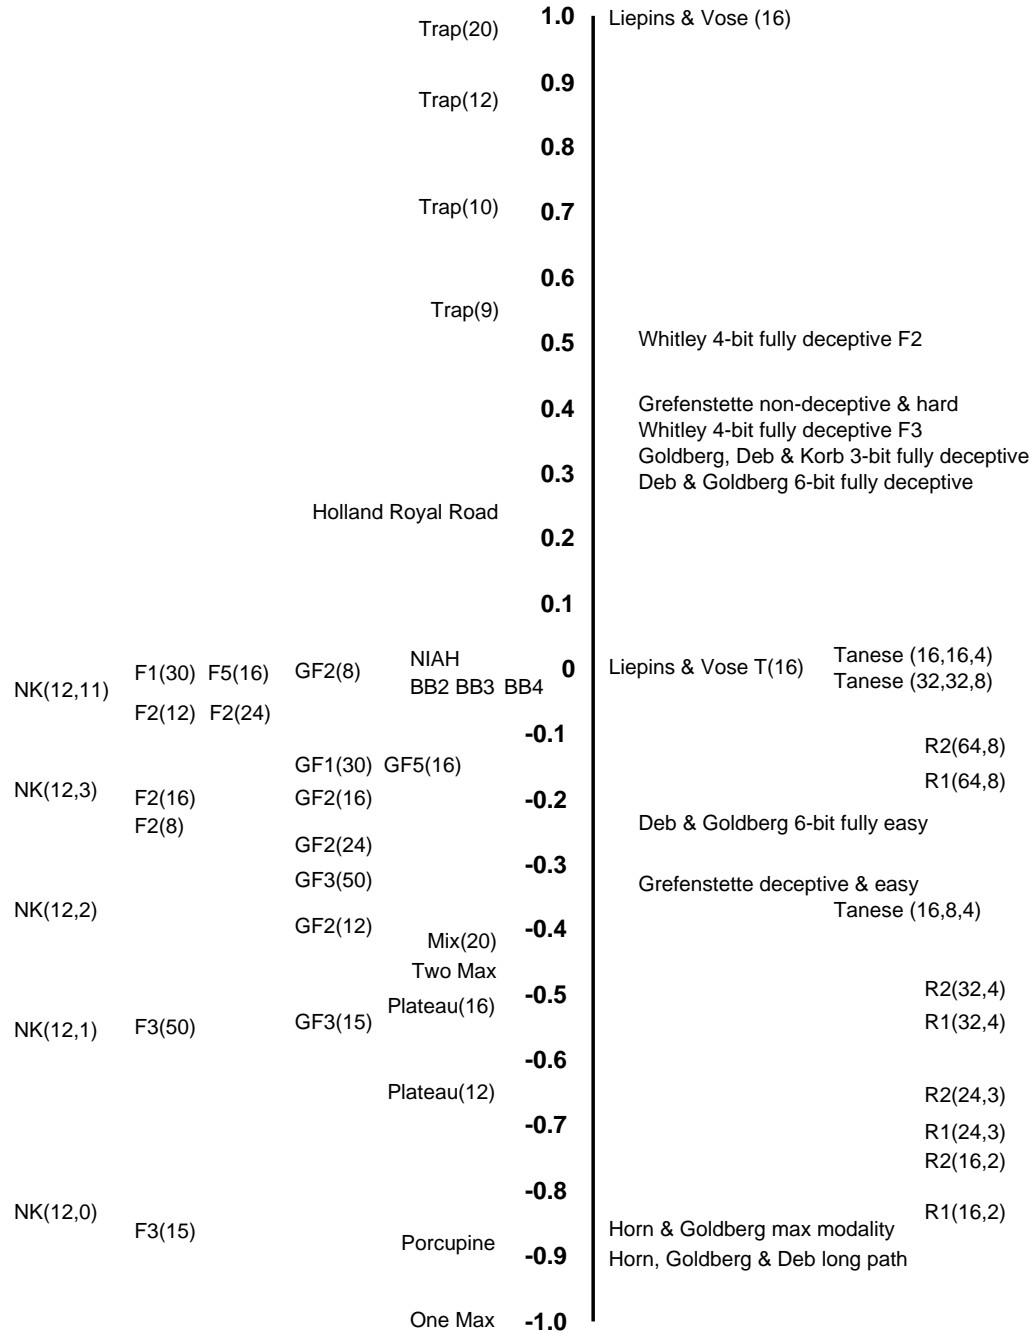 1.0 Liepins & Vose (16)
Trap(20)
0.9
Trap(12)
0.8
Trap(10) 0.7
0.6
Trap(9)
0.5 Whitley 4-bit fully deceptive F2
0.4 Grefenstette non-deceptive & hard
Whitley 4-bit fully deceptive F3
Goldberg, Deb & Korb 3-bit fully deceptive
0.3 Deb & Goldberg 6-bit fully deceptive
Holland Royal Road
0.2
0.1
NIAH Tanese (16,16,4)
F1(30) F5(16) GF2(8) 0 Liepins & Vose T(16)
NK(12,11) BB2 BB3 BB4 Tanese (32,32,8)
F2(12) F2(24)
-0.1
R2(64,8)
GF1(30) GF5(16)
R1(64,8)
NK(12,3)
F2(16) GF2(16) -0.2
F2(8) Deb & Goldberg 6-bit fully easy
GF2(24)
-0.3
GF3(50) Grefenstette deceptive & easy
NK(12,2) Tanese (16,8,4)
GF2(12) -0.4
Mix(20)
Two Max
R2(32,4)
-0.5
Plateau(16)
GF3(15) R1(32,4)
NK(12,1) F3(50)
-0.6
Plateau(12) R2(24,3)
-0.7
R1(24,3)
R2(16,2)
-0.8
NK(12,0) R1(16,2)
F3(15) Horn & Goldberg max modality
Porcupine
-0.9 Horn, Goldberg & Deb long path
One Max -1.0